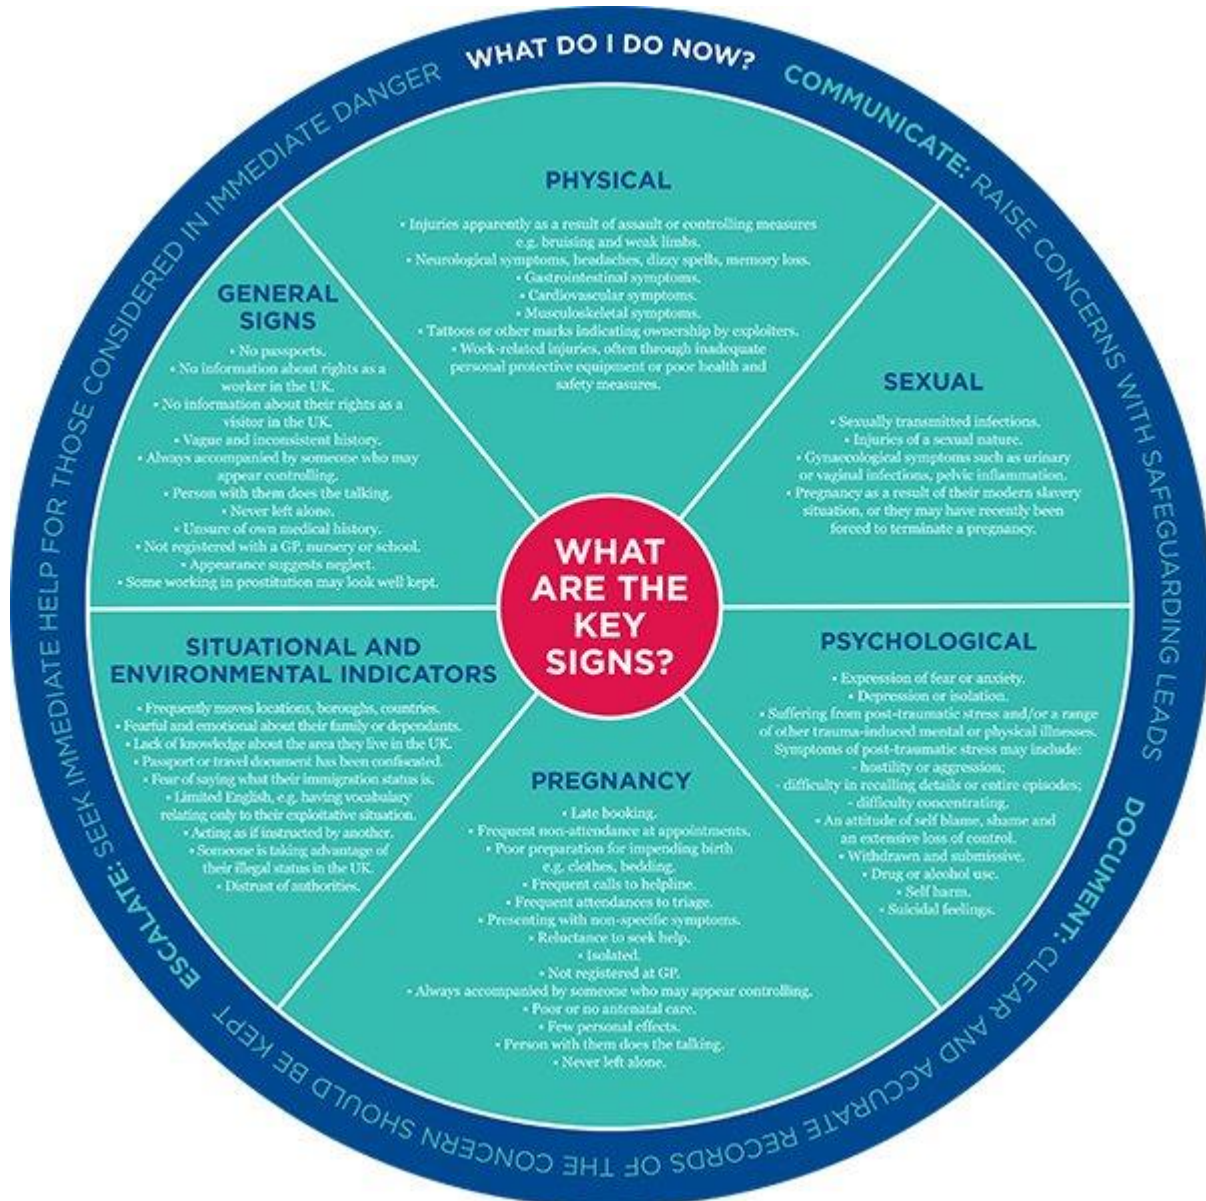 WHAT DO I DO NOW?
COMMUNICATE: RAISE CONCERNS WITH SAFEGUARDING LEADS
DOCUMENT: CLEAR AND ACCURATE RECORDS OF THE CONCERN SHOULD BE KEPT
ESCALATE: SEEK IMMEDIATE HELP FOR THOSE CONSIDERED IN IMMEDIATE DANGER
WHAT
ARE THE
KEY
SIGNS?
PHYSICAL
• Injuries apparently as a result of assault or controlling measures
e.g. bruising and weak limbs.
• Neurological symptoms, headaches, dizzy spells, memory loss.
• Gastrointestinal symptoms.
• Cardiovascular symptoms.
• Musculoskeletal symptoms.
• Tattoos or other marks indicating ownership by exploiters.
• Work-related injuries, often through inadequate
personal protective equipment or poor health and
safety measures.
SEXUAL
• Sexually transmitted infections.
• Injuries of a sexual nature.
• Gynaecological symptoms such as urinary
or vaginal infections, pelvic inflammation.
• Pregnancy as a result of their modern slavery
situation, or they may have recently been
forced to terminate a pregnancy.
PSYCHOLOGICAL
• Expression of fear or anxiety.
• Depression or isolation.
• Suffering from post-traumatic stress and/or a range
of other trauma-induced mental or physical illnesses.
Symptoms of post-traumatic stress may include:
- hostility or aggression;
- difficulty in recalling details or entire episodes;
- difficulty concentrating.
• An attitude of self blame, shame and
an extensive loss of control.
• Withdrawn and submissive.
• Drug or alcohol use.
• Self harm.
• Suicidal feelings.
PREGNANCY
• Late booking.
• Frequent non-attendance at appointments.
• Poor preparation for impending birth
e.g. clothes, bedding.
• Frequent calls to helpline.
• Frequent attendances to triage.
• Presenting with non-specific symptoms.
• Reluctance to seek help.
• Isolated.
• Not registered at GP.
• Always accompanied by someone who may appear controlling.
• Poor or no antenatal care.
• Few personal effects.
• Person with them does the talking.
• Never left alone.
SITUATIONAL AND
ENVIRONMENTAL INDICATORS
• Frequently moves locations, boroughs, countries.
• Fearful and emotional about their family or dependants.
• Lack of knowledge about the area they live in the UK.
• Passport or travel document has been confiscated.
• Fear of saying what their immigration status is.
• Limited English, e.g. having vocabulary
relating only to their exploitative situation.
• Acting as if instructed by another.
• Someone is taking advantage of
their illegal status in the UK.
• Distrust of authorities.
GENERAL
SIGNS
• No passports.
• No information about rights as a
worker in the UK.
• No information about their rights as a
visitor in the UK.
• Vague and inconsistent history.
• Always accompanied by someone who may
appear controlling.
• Person with them does the talking.
• Never left alone.
• Unsure of own medical history.
• Not registered with a GP, nursery or school.
• Appearance suggests neglect.
• Some working in prostitution may look well kept.